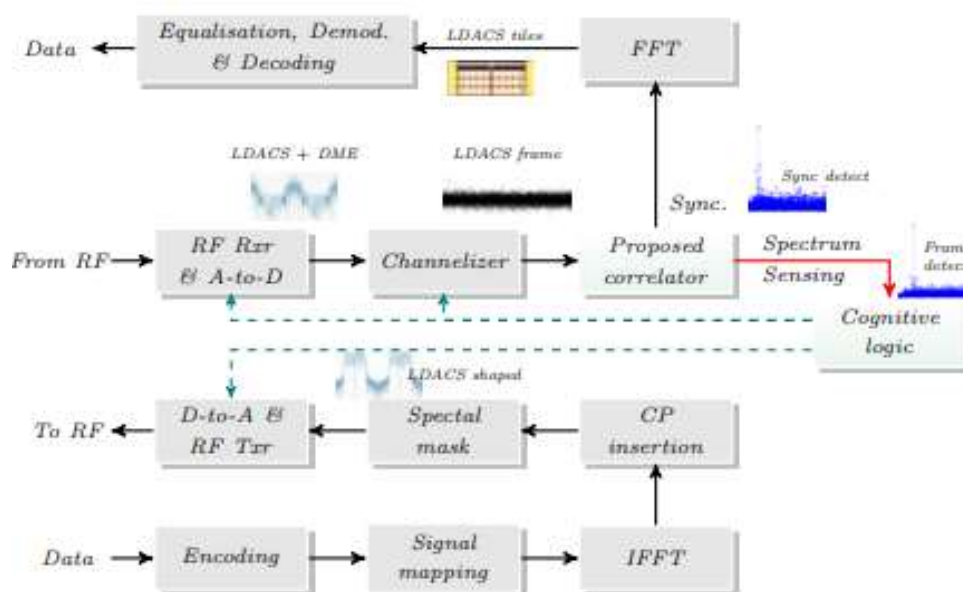 Data
Equalisation, Demod.
& Decoding
LDACS tiles
FFT
LDACS + DME
LDACS frame
Sync.
Sync detect
From RF
RF Rxr
& A-to-D
Channelizer
Proposed
correlator
Spectrum
Sensing
Fram
detec
Cognitive
logic
LDACS shaped
To RF
D-to-A &
RF Txr
Spectal
mask
CP
insertion
Data
Encoding
Signal
mapping
IFFT